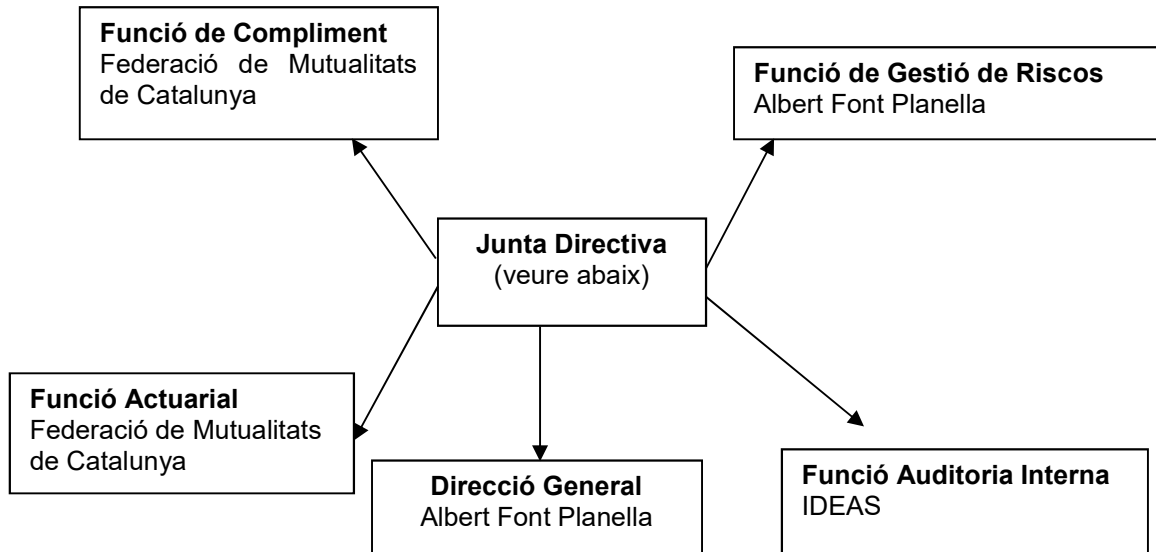 Funció de Compliment
Federació de Mutualitats
de Catalunya
Funció de Gestió de Riscos
Albert Font Planella
Junta Directiva
(veure abaix)
Funció Actuarial
Federació de Mutualitats
de Catalunya
Direcció General
Albert Font Planella
Funció Auditoria Interna
IDEAS